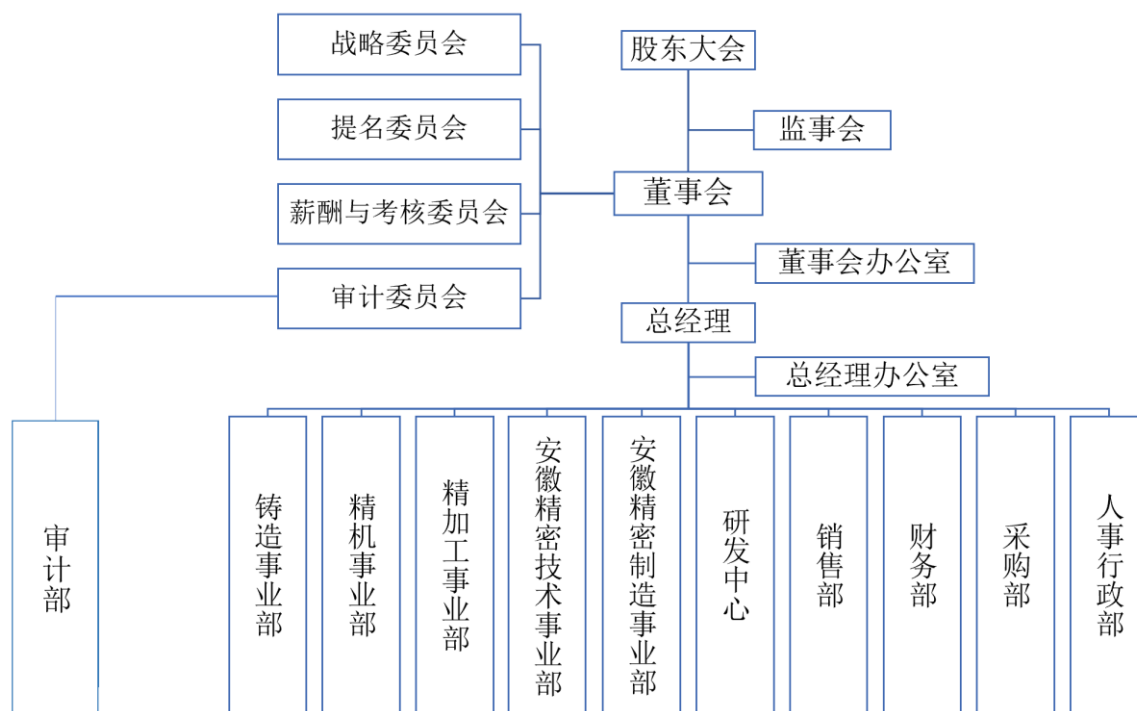 战略委员会
股东大会
提名委员会
监事会
董事会
薪酬与考核委员会
董事会办公室
审计委员会
总经理
总经理办公室
审计部
铸造事业部
精机事业部
精加工事业部
安徽精密技术事业部
安徽精密制造事业部
研发中心
销售部
财务部
采购部
人事行政部